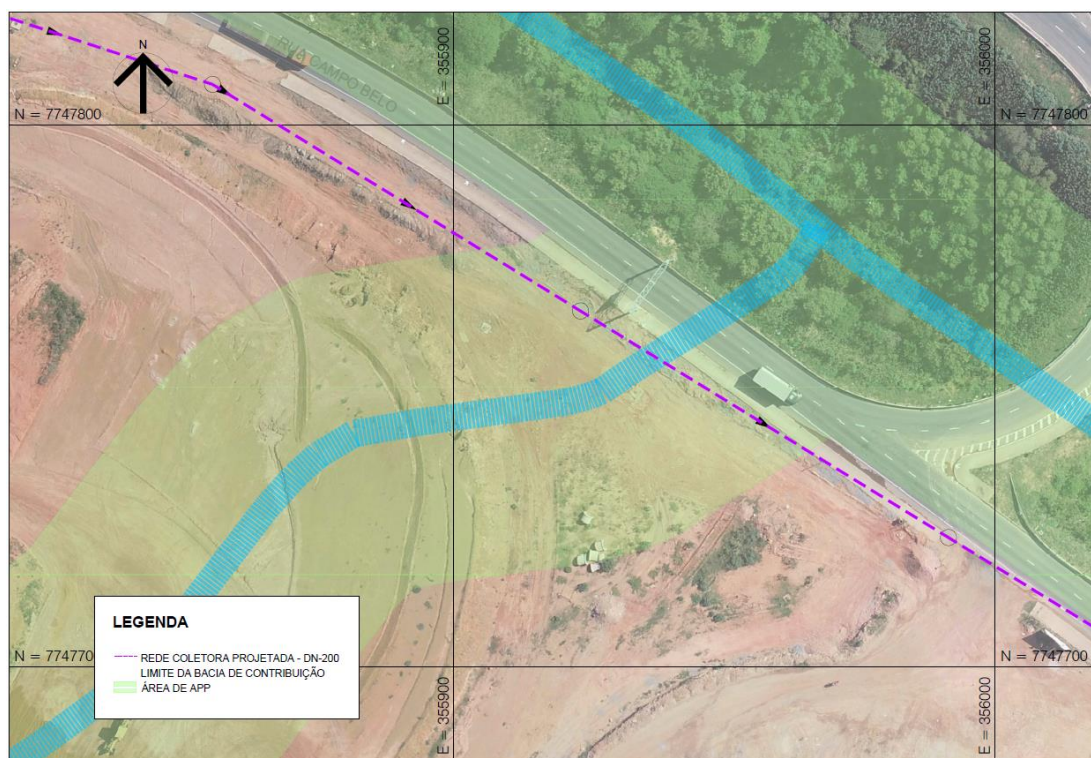 N
RUA CAMPO BELO
E = 355900
E = 356000
N = 7747800
N = 7747800
LEGENDA
REDE COLETORA PROJETADA - DN-200
LIMITE DA BACIA DE CONTRIBUIÇÃO
ÁREA DE APP
N = 7747700
N = 7747700
E = 355900
E = 356000